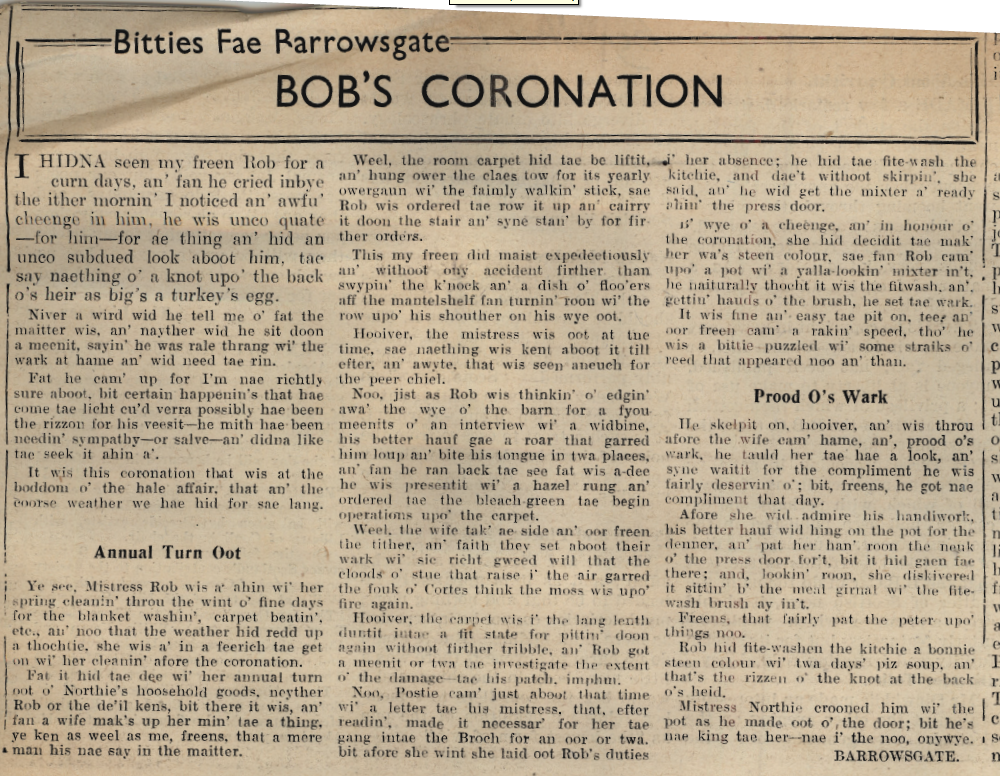 Bitties Fae Barrowsgate
BOB'S CORONATION
I HIDNA seen my freen Rob for a
curn days, an' fan he cried inbye
the ither mornin' I noticed an' awfu'
cheenge in him, he wis unco quate
—for him—for ae thing an' hid an
unco subdued look aboot him, tae
say naething o' a knot upo' the back
o's heir as big's a turkey's egg.
Niver a wird wid he tell me o' fat the
maitter wis, an' nayther wid he sit doon
a meenit, sayin' he was rale thrang wi' the
wark at hame an' wid need tae rin.
Fat he cam' up for I'm nae richtly
sure aboot, bit certain happenin's that hae
come tae licht cu'd verra possibly hae been
the rizzon for his veesit—he mith hae been
needin' sympathy—or salve—an' didna like
tae seek it ahin a'.
It wis this coronation that wis at the
boddom o' the hale affair, that an' the
coorse weather we hae hid for sae lang.
Annual Turn Oot
Ye see, Mistress Rob wis a' ahin wi' her
spring cleanin' throu the wint o' fine days
for the blanket washin', carpet beatin',
etc., an' noo that the weather hid redd up
a thochtie, she wis a' in a feerich tae get
on wi' her cleanin' afore the coronation.
Fat it hid tae dee wi' her annual turn
oot o' Northie's hoosehold goods, neyther
Rob or the de'il kens, bit there it wis, an'
fan a wife mak's up her min' tae a thing,
ye ken as weel as me, freens, that a mere
man his nae say in the maitter.
Weel, the room carpet hid tae be liftit,
an' hung ower the claes tow for its yearly
owergaun wi' the faimly walkin' stick, sae
Rob wis ordered tae row it up an' cairry
it doon the stair an' syne stan' by for fir-
ther orders.
This my freen did maist expedeectiously
an' withoot ony accident firther than
swypin' the k'nock an' a dish o' floo'ers
aff the mantelshelf fan turnin' roon wi' the
row upo' his shouther on his wye oot.
Hooiver, the mistress wis oot at the
time, sae naething wis kent aboot it till
efter, an' awyte, that wis seen aneuch for
the peer chiel.
Noo, jist as Rob wis thinkin' o' edgin'
awa' the wye o' the barn for a fyou
meenits o' an interview wi' a widbine,
his better hauf gae a roar that garred
him loup an' bite his tongue in twa places,
an' fan he ran back tae see fat wis a-dee
he wis presentit wi' a hazel rung an'
ordered tae the bleach-green tae begin
operations upo' the carpet.
Weel, the wife tak' ae side an' oor freen
the tither, an' faith they set aboot their
wark wi' sic richt gweed will that the
cloods o' stue that raise i' the air garred
the fouk o' Cortes think the moss wis upo'
fire again.
Hooiver, the carpet wis i' the lang lenth
duntit intae a fit state for pittin' doon
again withoot firther tribble, an' Rob got
a meenit or twa tae investigate the extent
o' the damage—tae his patch, imphm.
Noo, Postie cam' just aboot that time
wi' a letter tae his mistress, that, efter
readin', made it necessar' for her tae
gang intae the Broch for an oor or twa.
bit afore she wint she laid oot Rob's duties
i' her absence; he hid tae fite-wash the
kitchie, and dae't withoot skirpin', she
said, an' he wid get the mixter a' ready
ahin' the press door.
B' wye o' a cheenge, an' in honour o'
the coronation, she hid decidit tae mak'
her wa's steen colour, sae fan Rob cam'
upo' a pot wi' a yalla-lookin' mixter in't,
he naiturally thocht it wis the fitwash, an',
gettin' hauds o' the brush, he set tae wark.
It wis fine an' easy tae pit on, tee, an'
oor freen cam' a rakin' speed, tho' he
wis a bittie puzzled wi' some straiks o'
reed that appeared noo an' than.
Prood O's Wark
He skelpit on, hooiver, an' wis throu
afore the wife cam' hame, an', prood o's
wark, he tauld her tae hae a look, an'
syne waitit for the compliment he wis
fairly deservin' o'; bit, freens, he got nae
compliment that day.
Afore she wid admire his handiwork,
his better hauf wid hing on the pot for the
denner, an' pat her han' roon the neuk
o' the press door for't, bit it hid gaen fae
there; and, lookin' roon, she diskivered
it sittin' b' the meal girnal wi' the fite-
wash brush ay in't.
Freens, that fairly pat the peter upo'
things noo.
Rob hid fite-washen the kitchie a bonnie
steen colour wi' twa days' piz soup, an'
that's the rizzen o' the knot at the back
o's heid.
Mistress Northie crooned him wi' the
pot as he made oot o' the door; bit he's
nae king tae her—nae i' the noo, onywye.
BARROWSGATE.